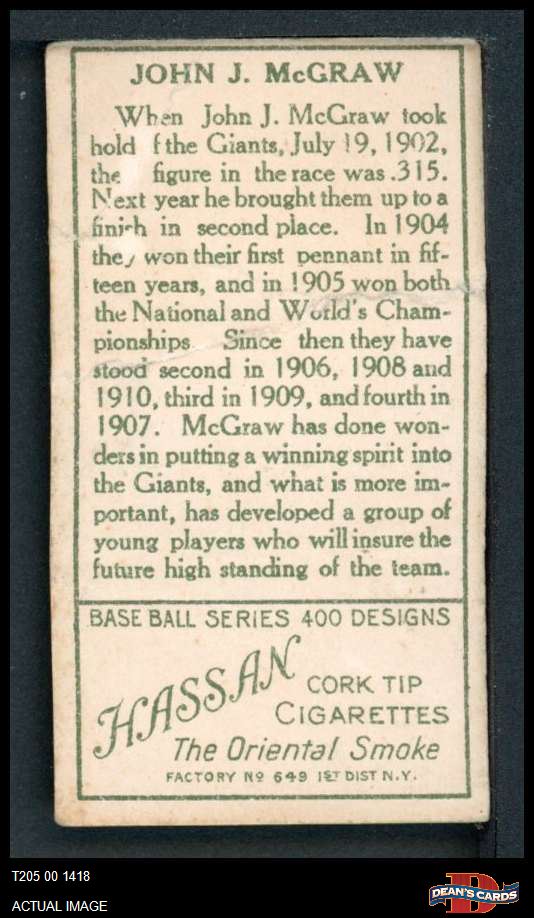 JOHN J. McGRAW
When John J. McGraw took
hold f the Giants, July 19, 1902,
the figure in the race was .315.
Next year he brought them up to a
finish in second place. In 1904
they won their first pennant in fif-
teen years, and in 1905 won both
the National and World's Cham-
pionships Since then they have
stood second in 1906, 1908 and
1910, third in 1909, and fourth in
1907. McGraw has done won-
ders in putting a winning spirit into
the Giants, and what is more im-
portant, has developed a group of
young players who will insure the
future high standing of the team.
BASE BALL SERIES 400 DESIGNS
HASSAN
CORK TIP
CIGARETTES
The Oriental Smoke
FACTORY No 649 1ST DIST N.Y.
T205 00 1418
ACTUAL IMAGE
DEAN'S CARDS